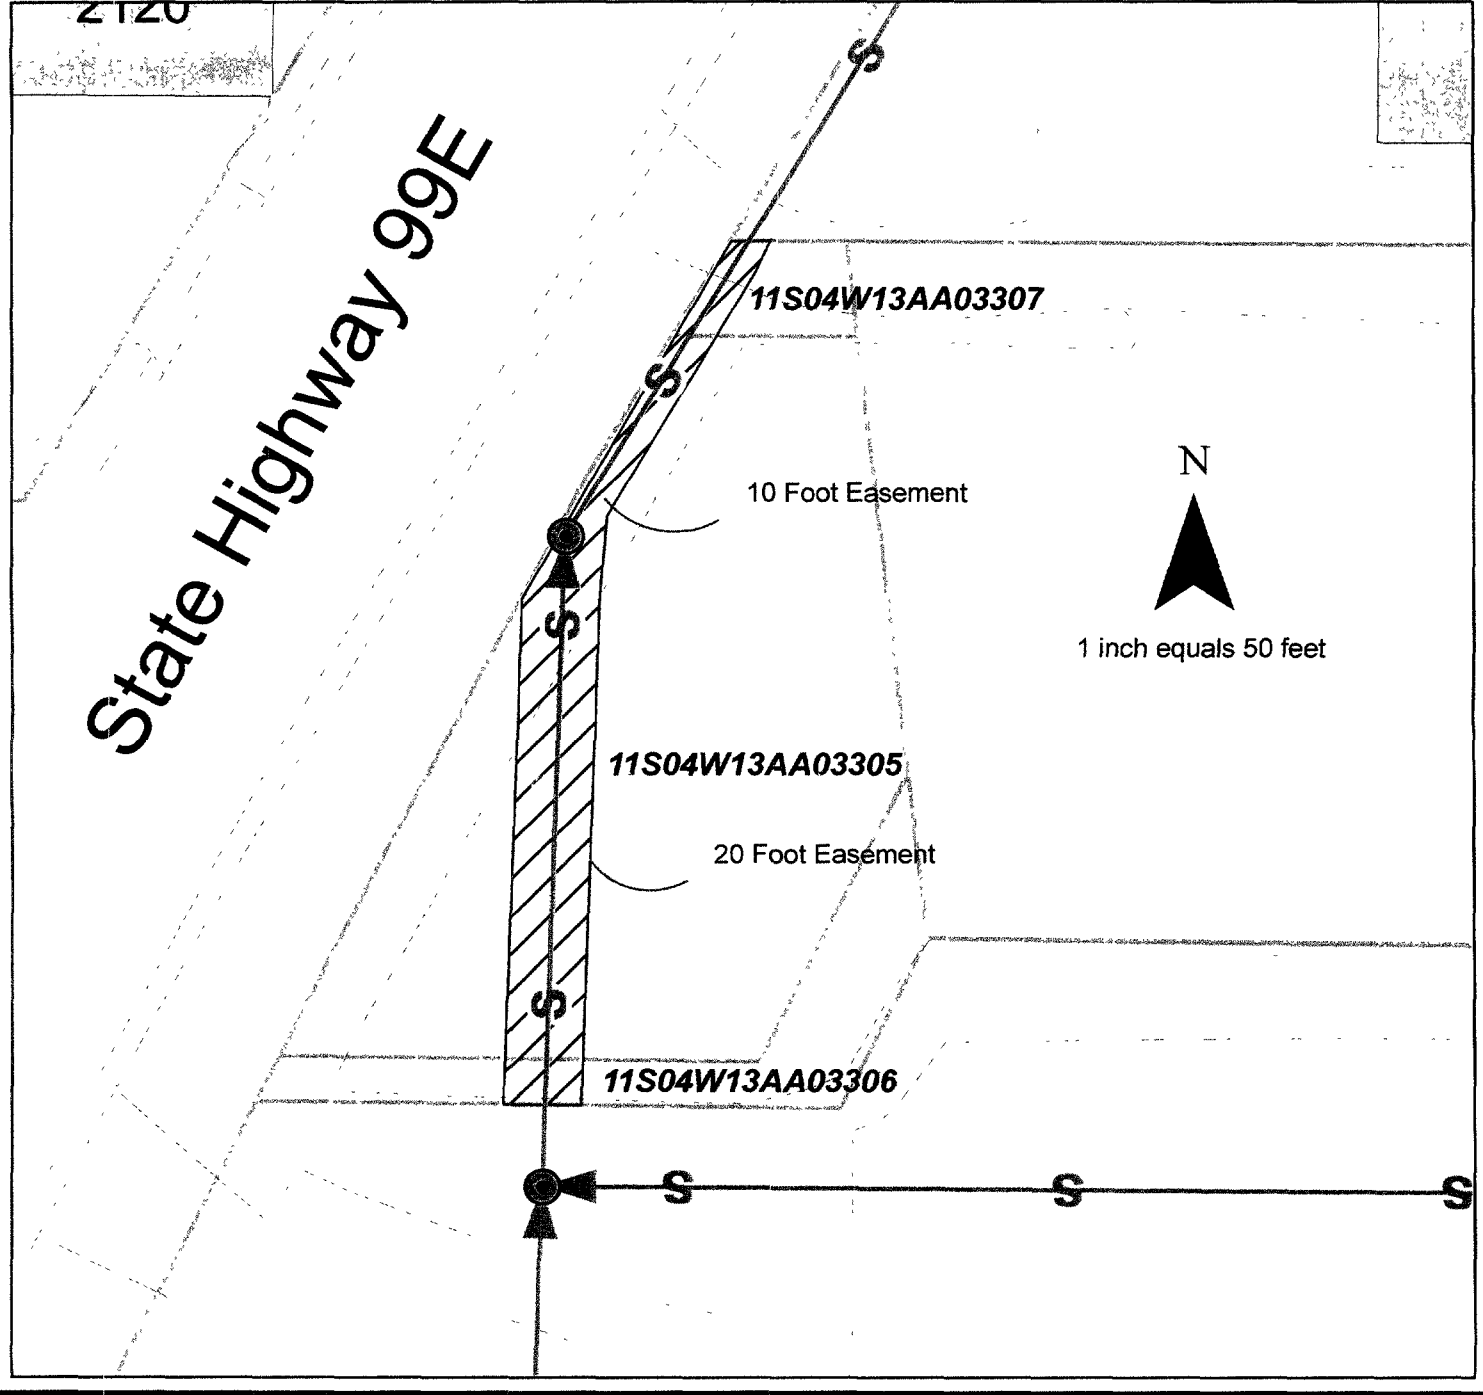 State Highway 99E
S
11S04W13AA03307
S
N
10 Foot Easement
S
1 inch equals 50 feet
11S04W13AA03305
20 Foot Easement
S
11S04W13AA03306
S
S
S